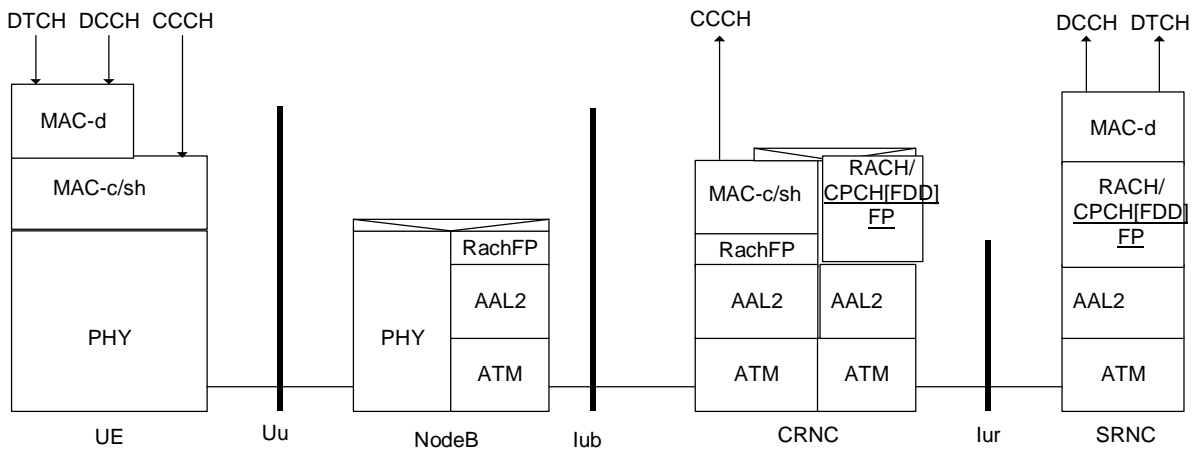 DTCH DCCH CCCH
CCCH
DCCH DTCH
MAC-d
MAC-c/sh
PHY
UE
Uu
RachFP
PHY
AAL2
ATM
NodeB
Iub
MAC-c/sh
RACH/
CPCH[FDD]
FP
RachFP
AAL2 AAL2
ATM ATM
CRNC
Iur
MAC-d
RACH/
CPCH[FDD]
FP
AAL2
ATM
SRNC